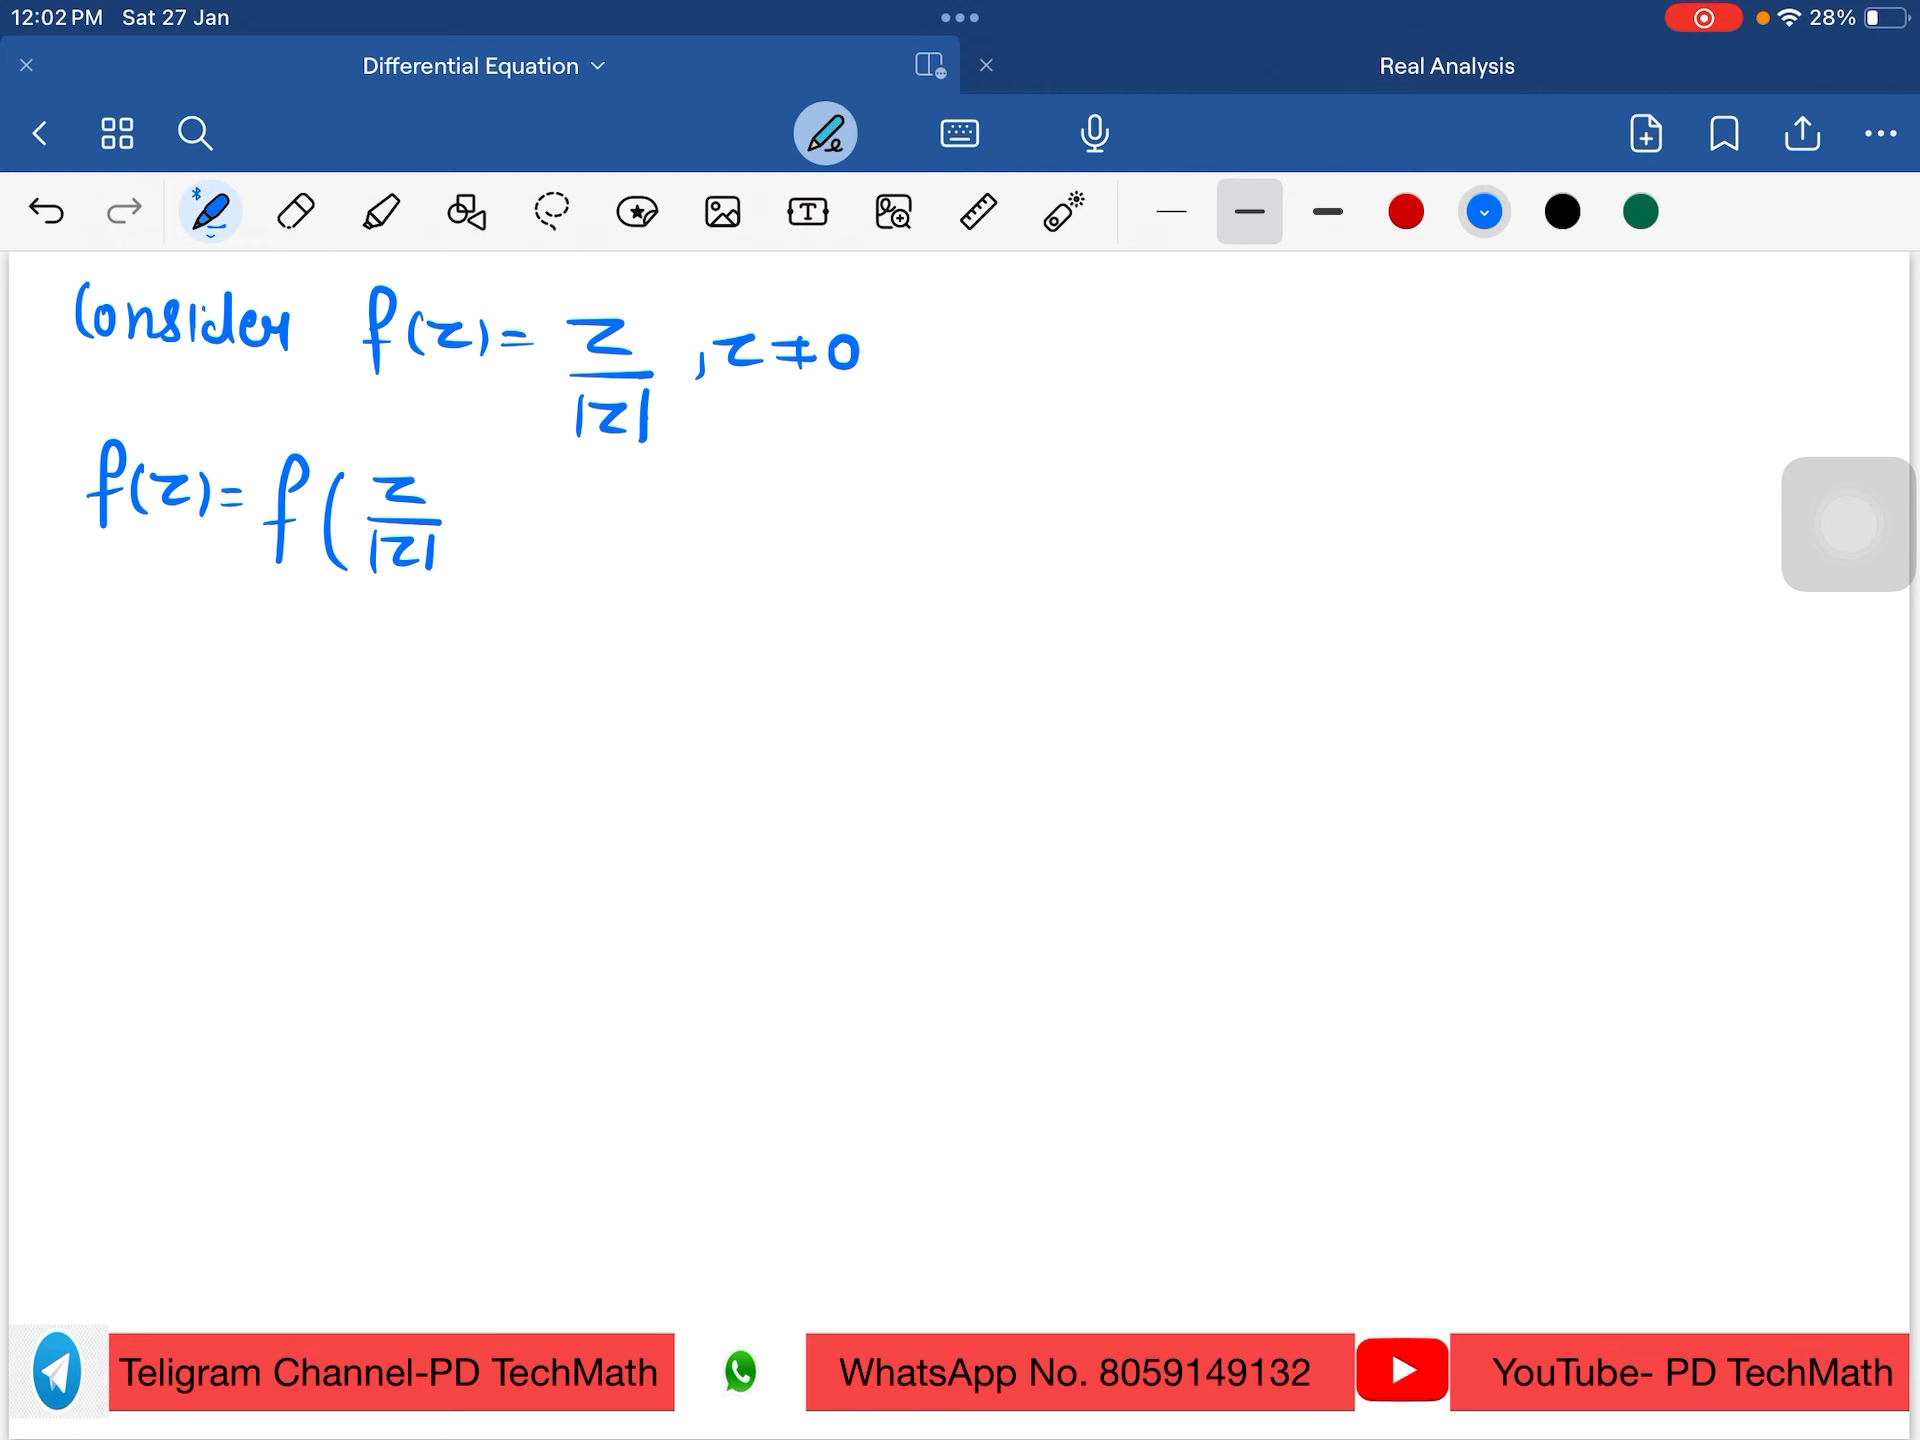 12:02 PM Sat 27 Jan 28%
Differential Equation Real Analysis
Consider f(z) = z/|z| , z ≠ 0
f(z) = f( z/|z|
Teligram Channel-PD TechMath WhatsApp No. 8059149132 YouTube- PD TechMath